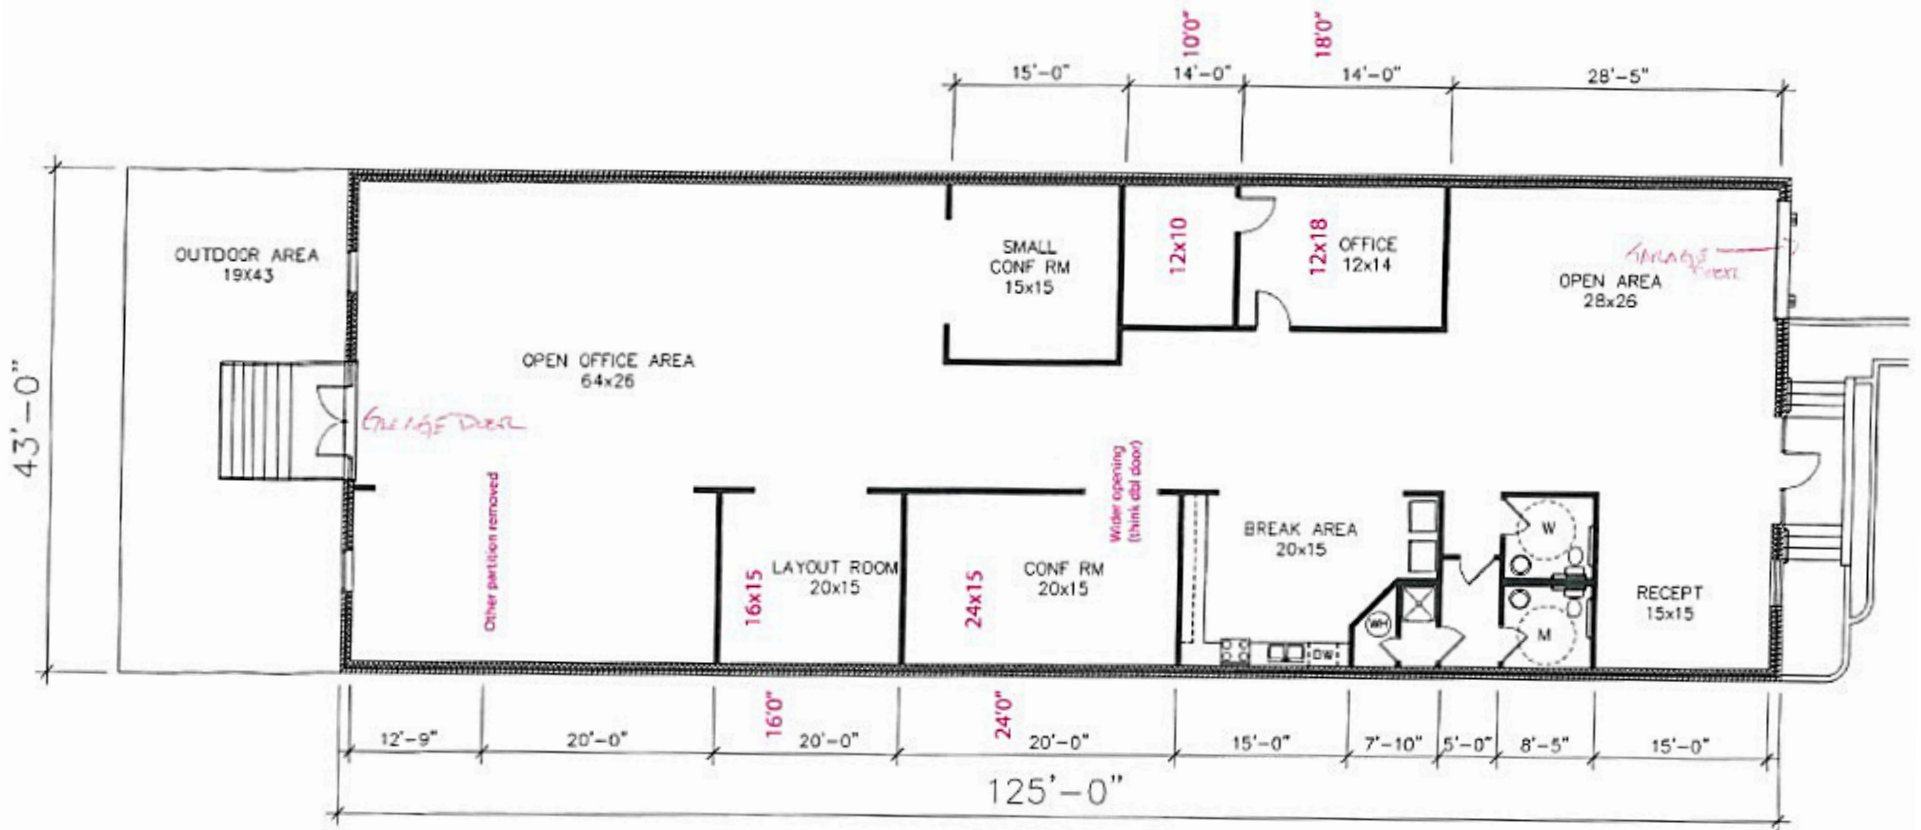 10'0"
18'0"
15'-0"
14'-0"
14'-0"
28'-5"
OUTDOOR AREA
19X43
SMALL
CONF RM
15x15
12x10
12x18
OFFICE
12x14
GARAGE
DOOR
OPEN AREA
28x26
43'-0"
OPEN OFFICE AREA
64x26
GARAGE DOOR
Other partition removed
Wider opening
(think dbl door)
16x15
LAYOUT ROOM
20x15
24x15
CONF RM
20x15
BREAK AREA
20x15
W
WH
DW
M
RECEPT
15x15
16'0"
24'0"
12'-9"
20'-0"
20'-0"
20'-0"
15'-0"
7'-10"
5'-0"
8'-5"
15'-0"
125'-0"